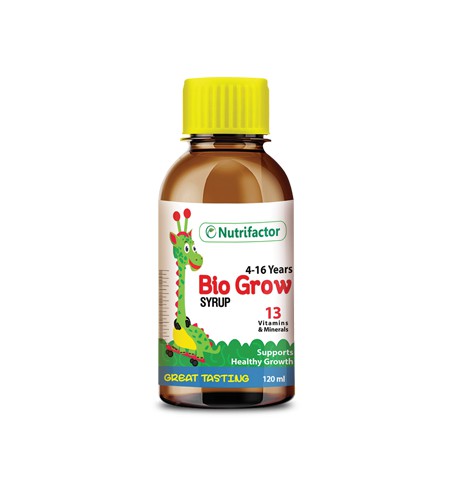 Nutrifactor
4-16 Years
Bio Grow
SYRUP
13
Vitamins
& Minerals
Supports
Healthy Growth
GREAT TASTING
120 ml